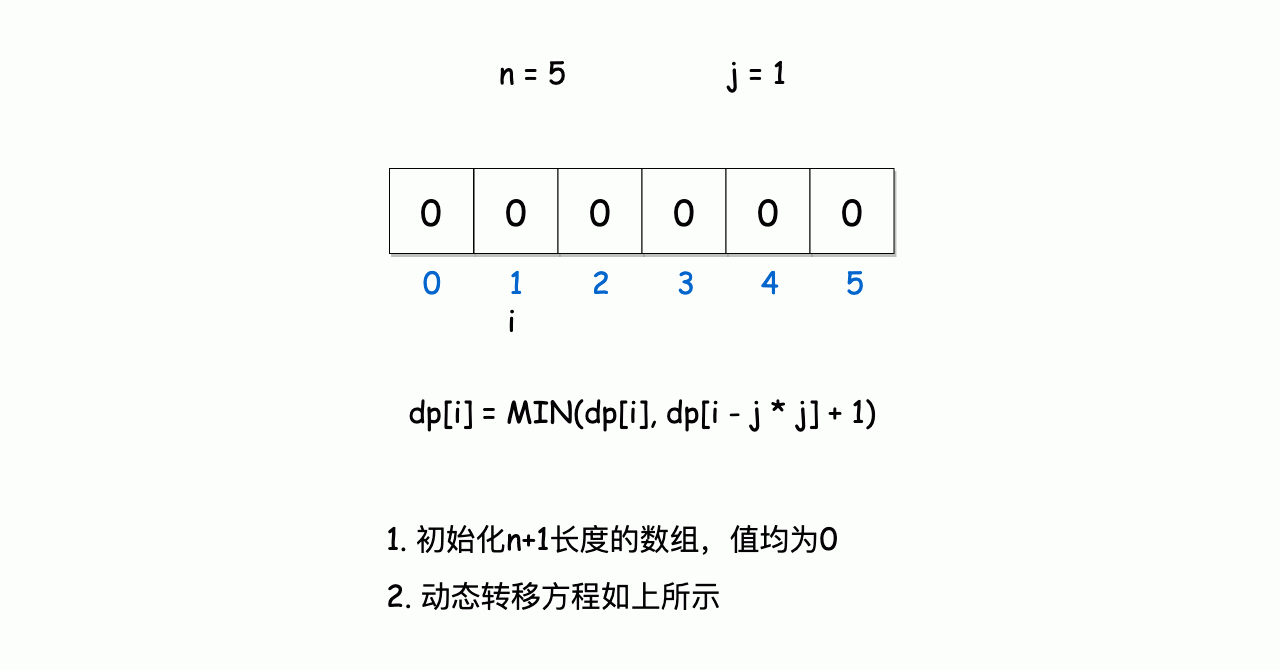 n = 5 j = 1
0 0 0 0 0 0
0 1 2 3 4 5
i
dp[i] = MIN(dp[i], dp[i - j * j] + 1)
1. 初始化n+1长度的数组，值均为0
2. 动态转移方程如上所示